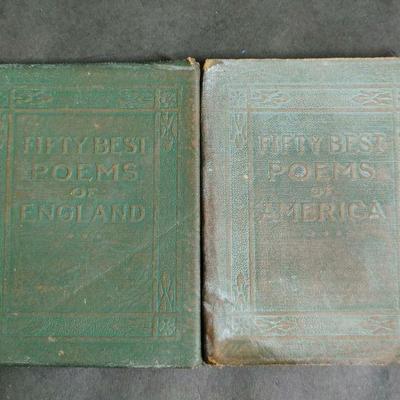 FIFTY BEST
POEMS
OF
ENGLAND
FIFTY BEST
POEMS
OF
AMERICA